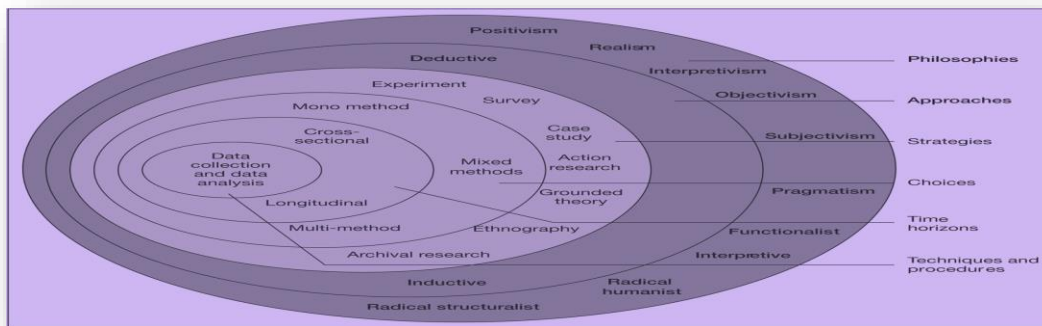 Positivism
Realism
Deductive
Interpretivism
Philosophies
Experiment
Objectivism
Approaches
Mono method
Survey
Cross-
sectional
Case
study
Subjectivism
Strategies
Data
collection
and data
analysis
Mixed
methods
Action
research
Choices
Grounded
theory
Pragmatism
Longitudinal
Time
horizons
Multi-method
Ethnography
Functionalist
Archival research
Interpretive
Techniques and
procedures
Inductive
Radical
humanist
Radical structuralist